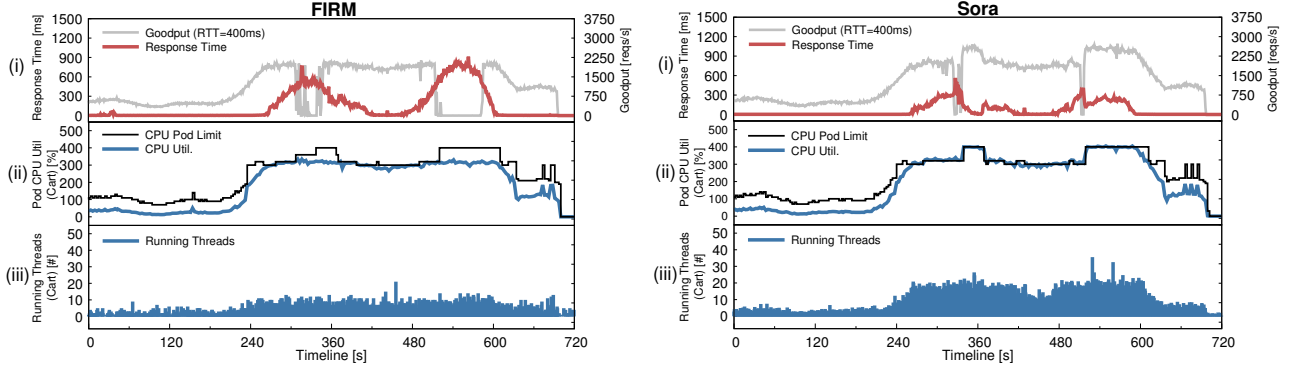 FIRM
(i)
Response Time [ms]
1500
1200
900
600
300
0
Goodput (RTT=400ms)
Response Time
3750
3000
2250
1500
750
0
Goodput [reqs/s]
(ii)
Pod CPU Util
(Cart) [%]
500
400
300
200
100
0
CPU Pod Limit
CPU Util.
(iii)
Running Threads
(Cart) [#]
50
40
30
20
10
0
Running Threads
0 120 240 360 480 600 720
Timeline [s]
Sora
(i)
Response Time [ms]
1500
1200
900
600
300
0
Goodput (RTT=400ms)
Response Time
3750
3000
2250
1500
750
0
Goodput [reqs/s]
(ii)
Pod CPU Util
(Cart) [%]
500
400
300
200
100
0
CPU Pod Limit
CPU Util.
(iii)
Running Threads
(Cart) [#]
50
40
30
20
10
0
Running Threads
0 120 240 360 480 600 720
Timeline [s]